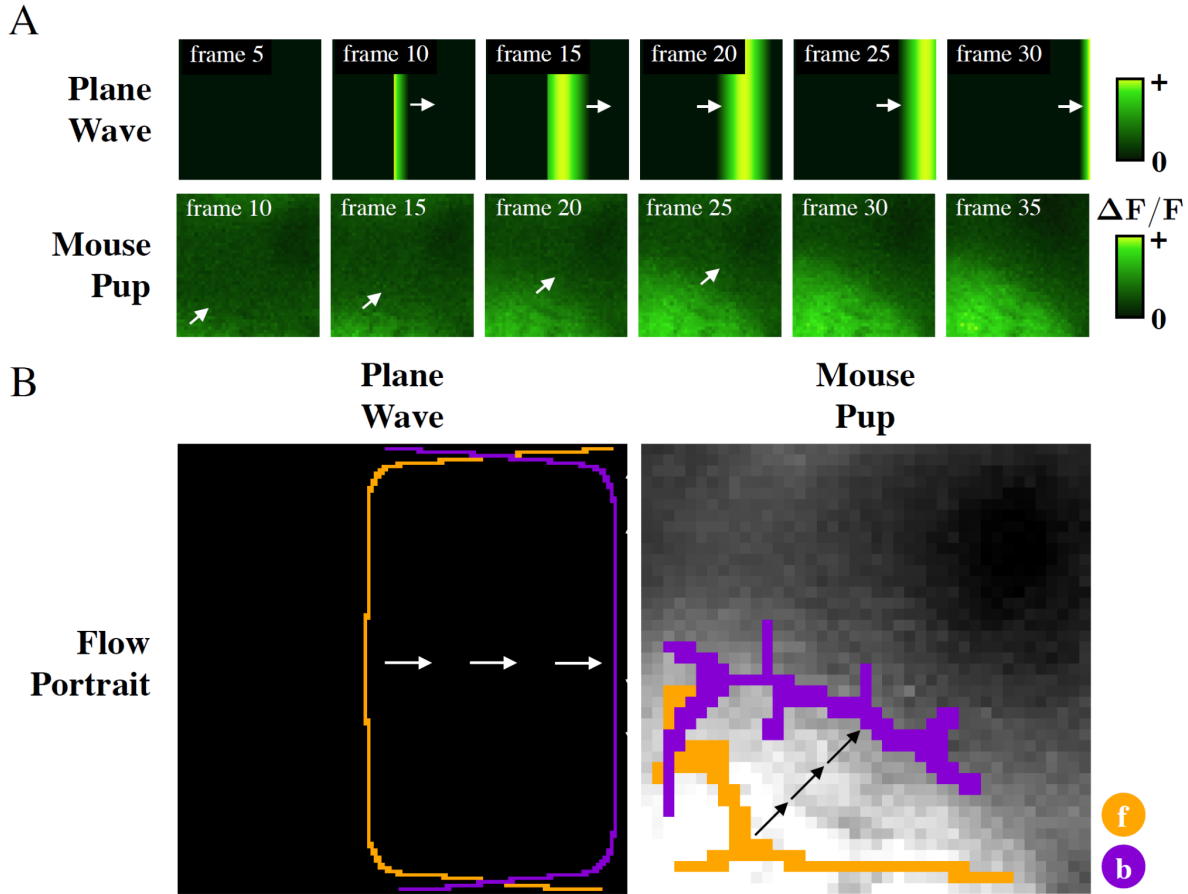 A
Plane
Wave
frame 5
frame 10
frame 15
frame 20
frame 25
frame 30
+
0
Mouse
Pup
frame 10
frame 15
frame 20
frame 25
frame 30
frame 35
ΔF/F
+
0
B
Plane
Wave
Mouse
Pup
Flow
Portrait
f
b